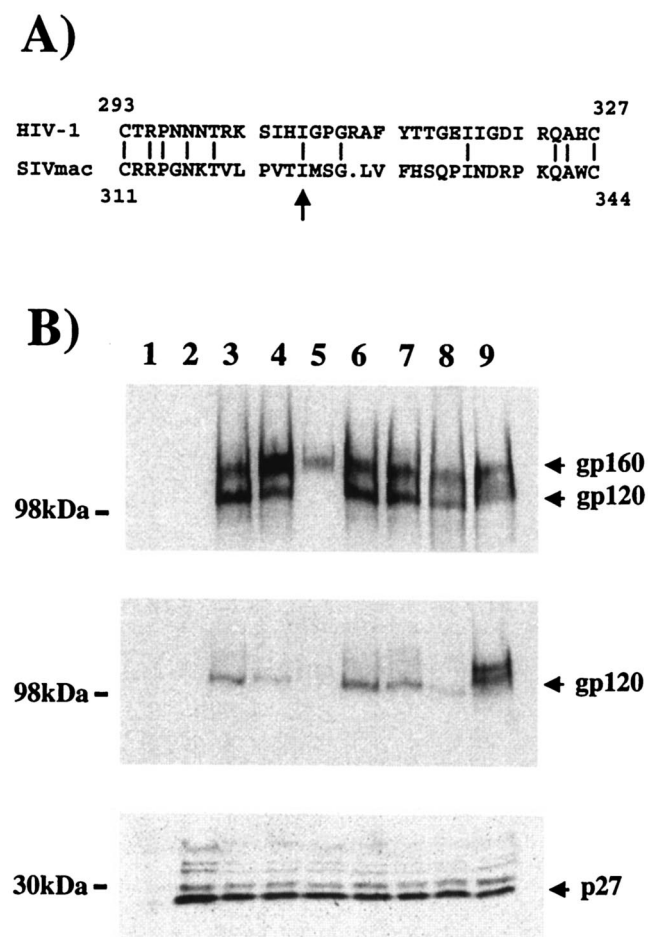 A)
293 327
HIV-1 CTRPNNNTRK SIHIGPGRAF YTTGEIIGDI RQAHC
SIVmac CRRPGNKTVL PVTIMSG.LV FHSQPINDRP KQAWC
311 344
B)
1 2 3 4 5 6 7 8 9
gp160
gp120
98kDa
gp120
98kDa
30kDa p27